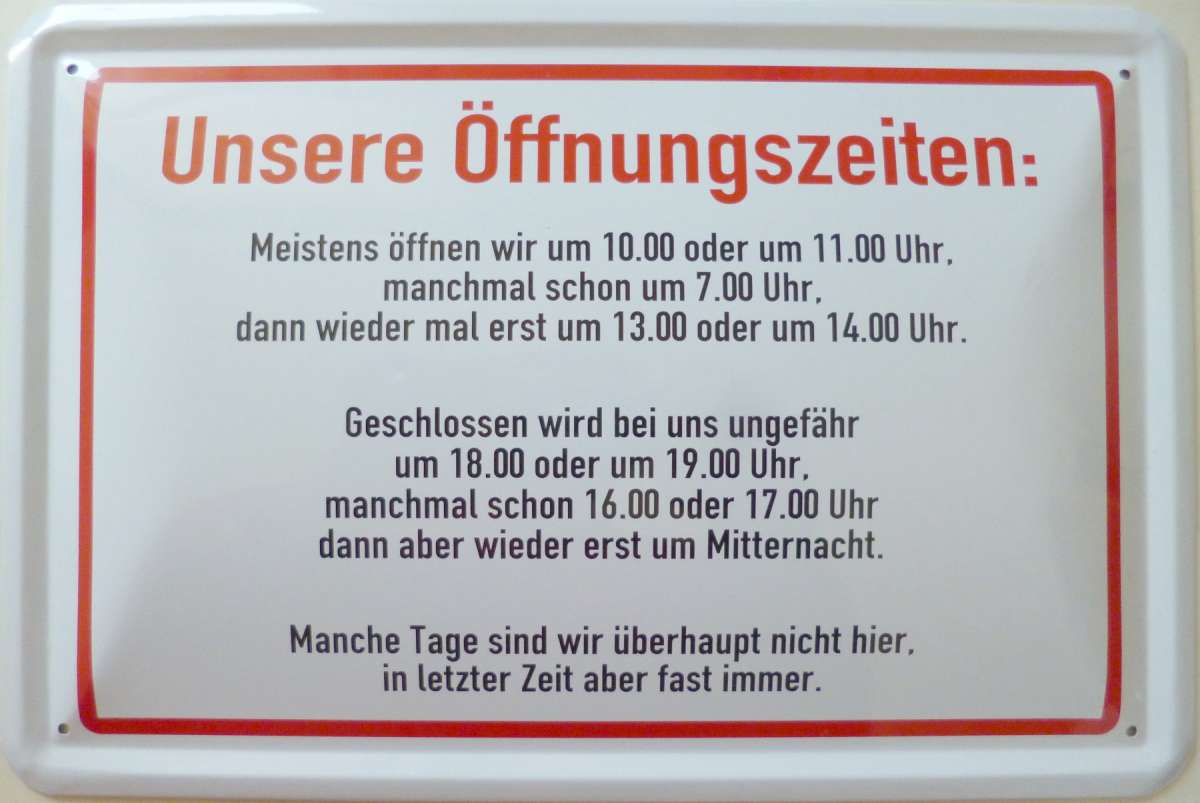 Unsere Öffnungszeiten:
Meistens öffnen wir um 10.00 oder um 11.00 Uhr,
manchmal schon um 7.00 Uhr,
dann wieder mal erst um 13.00 oder um 14.00 Uhr.
Geschlossen wird bei uns ungefähr
um 18.00 oder um 19.00 Uhr,
manchmal schon 16.00 oder 17.00 Uhr
dann aber wieder erst um Mitternacht.
Manche Tage sind wir überhaupt nicht hier,
in letzter Zeit aber fast immer.